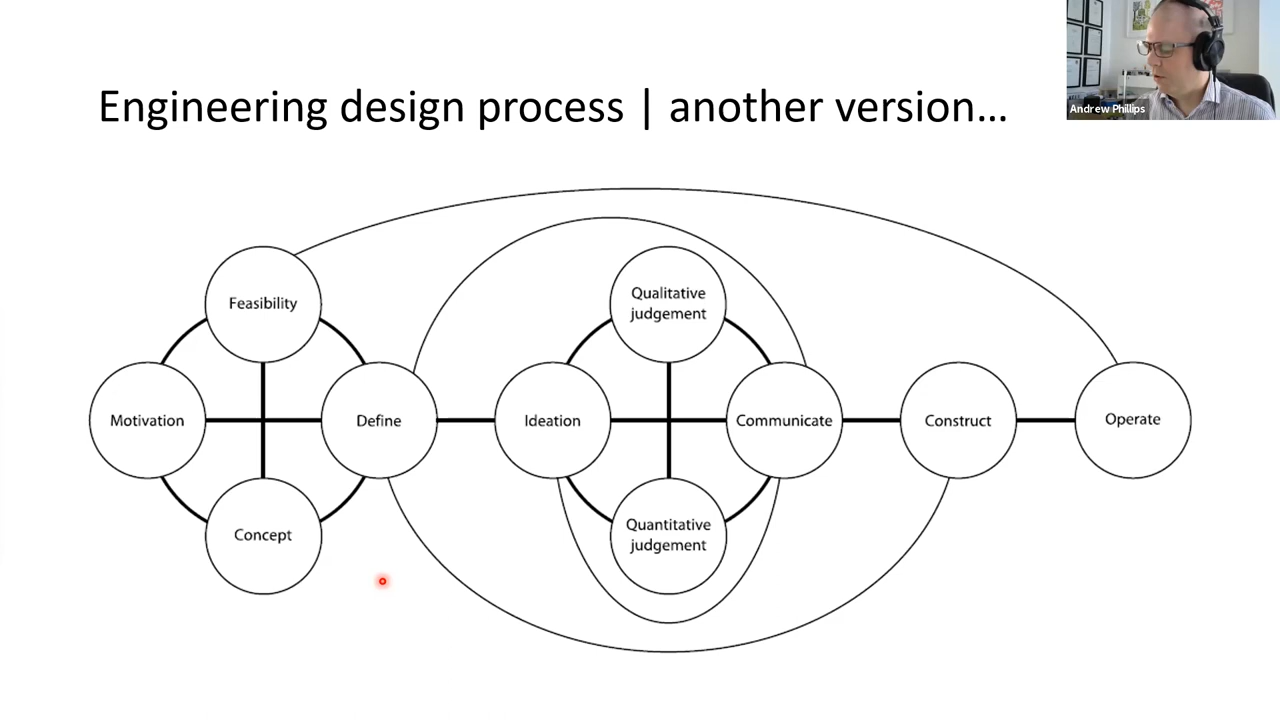 Engineering design process | another version…
Andrew Phillips
Feasibility
Qualitative
judgement
Motivation
Define
Ideation
Communicate
Construct
Operate
Concept
Quantitative
judgement